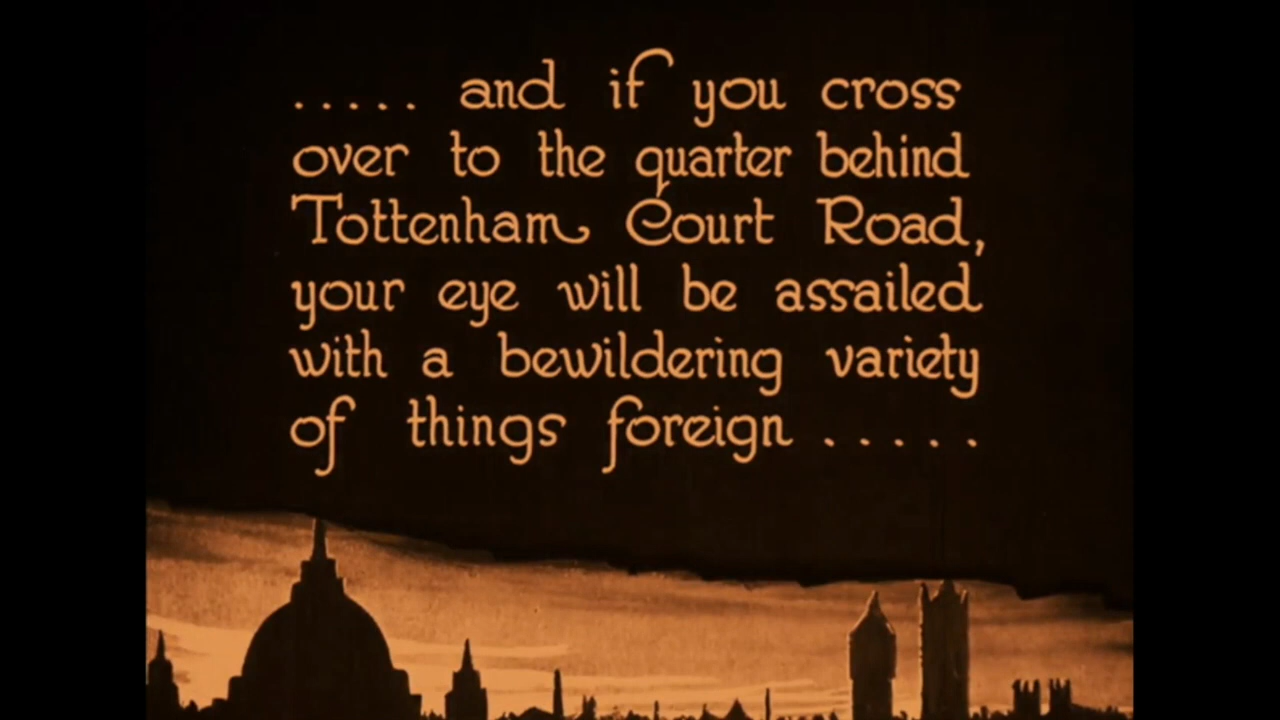 ..... and if you cross
over to the quarter behind
Tottenham Court Road,
your eye will be assailed
with a bewildering variety
of things foreign .....